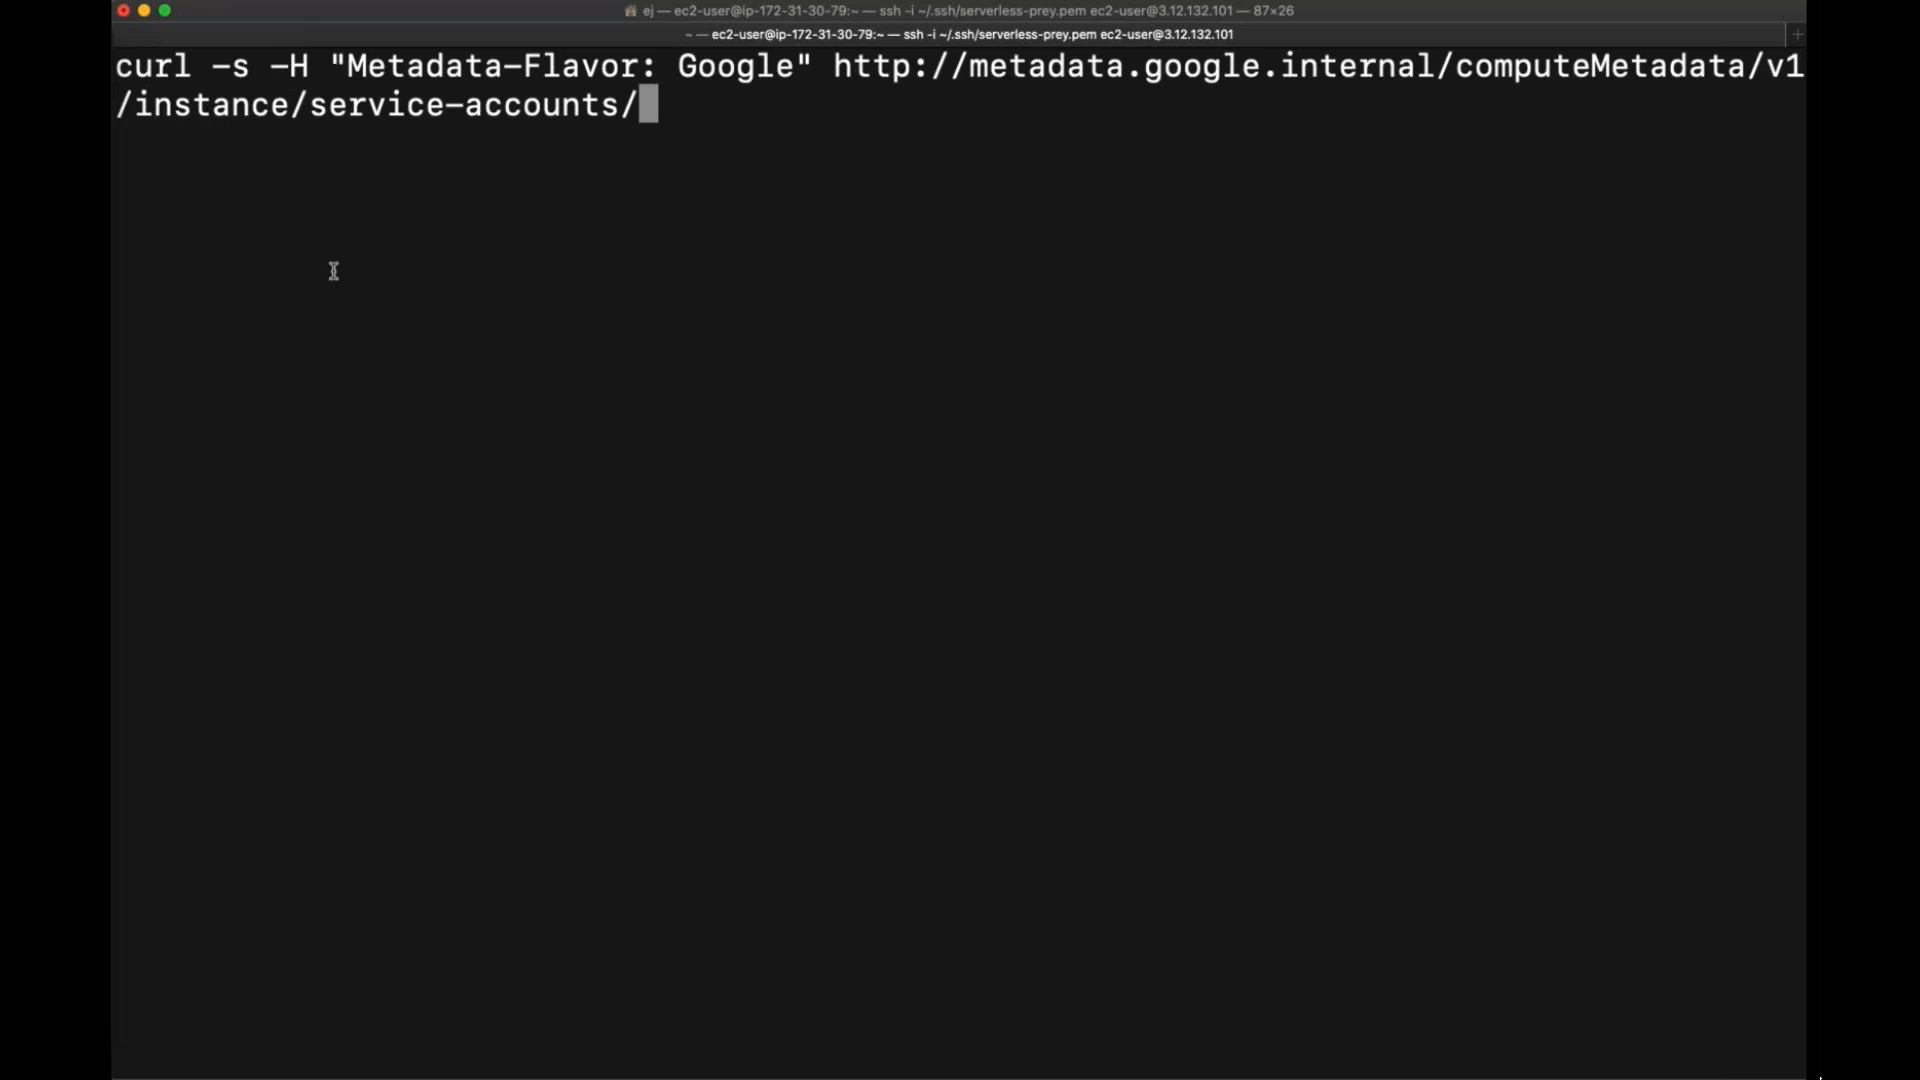 ej — ec2-user@ip-172-31-30-79:~ — ssh -i ~/.ssh/serverless-prey.pem ec2-user@3.12.132.101 — 87×26
~ — ec2-user@ip-172-31-30-79:~ — ssh -i ~/.ssh/serverless-prey.pem ec2-user@3.12.132.101
curl -s -H "Metadata-Flavor: Google" http://metadata.google.internal/computeMetadata/v1
/instance/service-accounts/